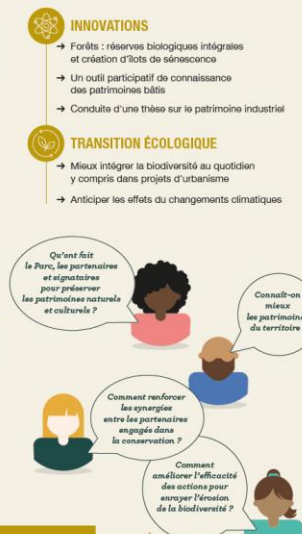 INNOVATIONS
→ Forêts : réserves biologiques intégrales
et création d'îlots de sénescence
→ Un outil participatif de connaissance
des patrimoines bâtis
→ Conduite d'une thèse sur le patrimoine industriel
TRANSITION ÉCOLOGIQUE
→ Mieux intégrer la biodiversité au quotidien
y compris dans projets d'urbanisme
→ Anticiper les effets du changements climatiques
Qu'ont fait
le Parc, les partenaires
et signataires
pour préserver
les patrimoines naturels
et culturels ?
Connaît-on
mieux
les patrimoine
du territoire
Comment renforcer
les synergies
entre les partenaires
engagés dans
la conservation ?
Comment
améliorer l'efficacité
des actions pour
enrayer l'érosion
de la biodiversité ?